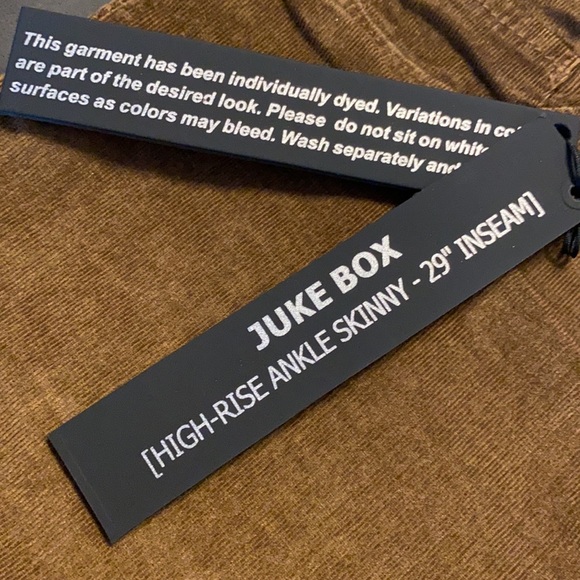 This garment has been individually dyed. Variations in
are part of the desired look. Please do not sit on
surfaces as colors may bleed. Wash separately and
JUKE BOX
[HIGH-RISE ANKLE SKINNY - 29" INSEAM]